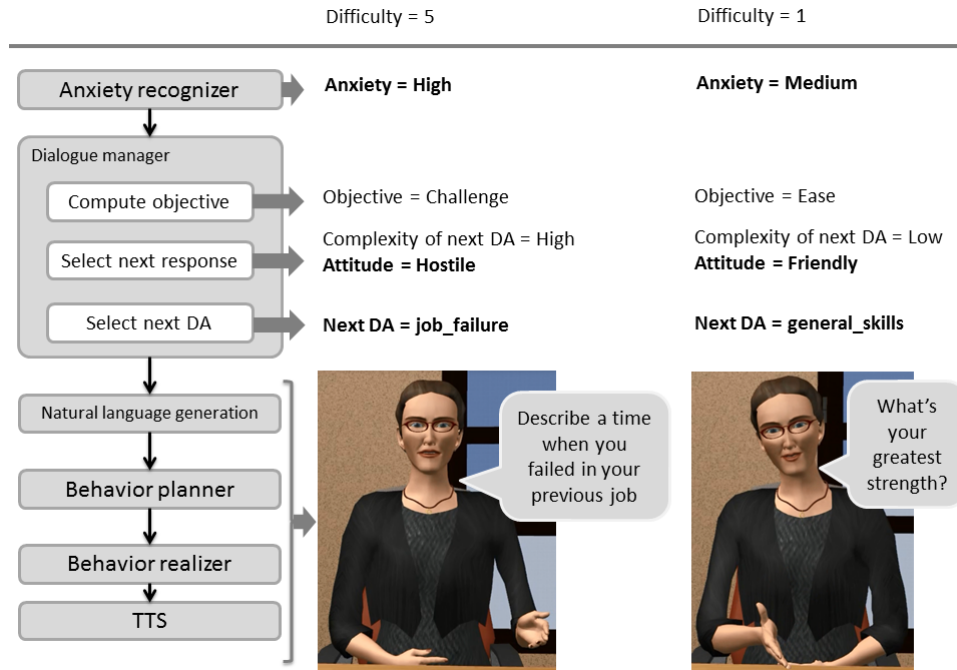 Difficulty = 5
Difficulty = 1
Anxiety recognizer
Anxiety = High
Anxiety = Medium
Dialogue manager
Compute objective
Objective = Challenge
Objective = Ease
Select next response
Complexity of next DA = High
Attitude = Hostile
Complexity of next DA = Low
Attitude = Friendly
Select next DA
Next DA = job_failure
Next DA = general_skills
Natural language generation
Behavior planner
Behavior realizer
TTS
Describe a time
when you
failed in your
previous job
What's
your
greatest
strength?